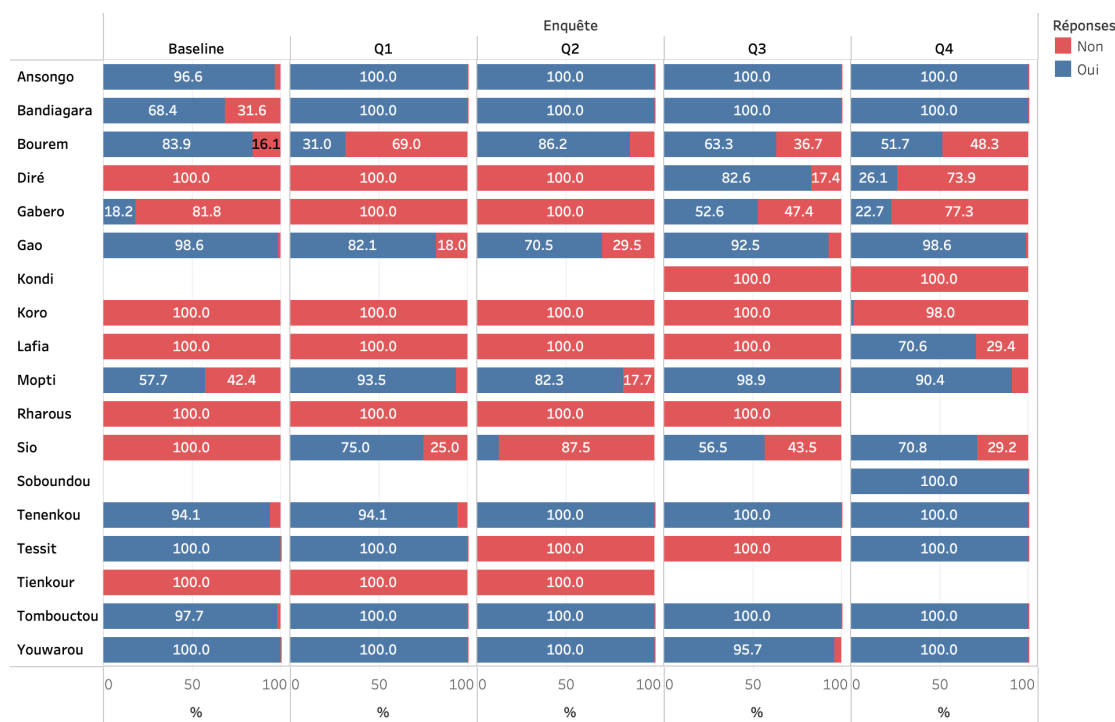 Enquête
Réponses
Baseline Q1 Q2 Q3 Q4
Non
Oui
Ansongo 96.6 100.0 100.0 100.0 100.0
Bandiagara 68.4 31.6 100.0 100.0 100.0 100.0
Bourem 83.9 16.1 31.0 69.0 86.2 63.3 36.7 51.7 48.3
Diré 100.0 100.0 100.0 82.6 17.4 26.1 73.9
Gabero 18.2 81.8 100.0 100.0 52.6 47.4 22.7 77.3
Gao 98.6 82.1 18.0 70.5 29.5 92.5 98.6
Kondi 100.0 100.0
Koro 100.0 100.0 100.0 100.0 98.0
Lafia 100.0 100.0 100.0 100.0 70.6 29.4
Mopti 57.7 42.4 93.5 82.3 17.7 98.9 90.4
Rharous 100.0 100.0 100.0 100.0
Sio 100.0 75.0 25.0 87.5 56.5 43.5 70.8 29.2
Soboundou 100.0
Tenenkou 94.1 94.1 100.0 100.0 100.0
Tessit 100.0 100.0 100.0 100.0 100.0
Tienkour 100.0 100.0 100.0
Tombouctou 97.7 100.0 100.0 100.0 100.0
Youwarou 100.0 100.0 100.0 95.7 100.0
0 50 100 0 50 100 0 50 100 0 50 100 0 50 100
% % % % %